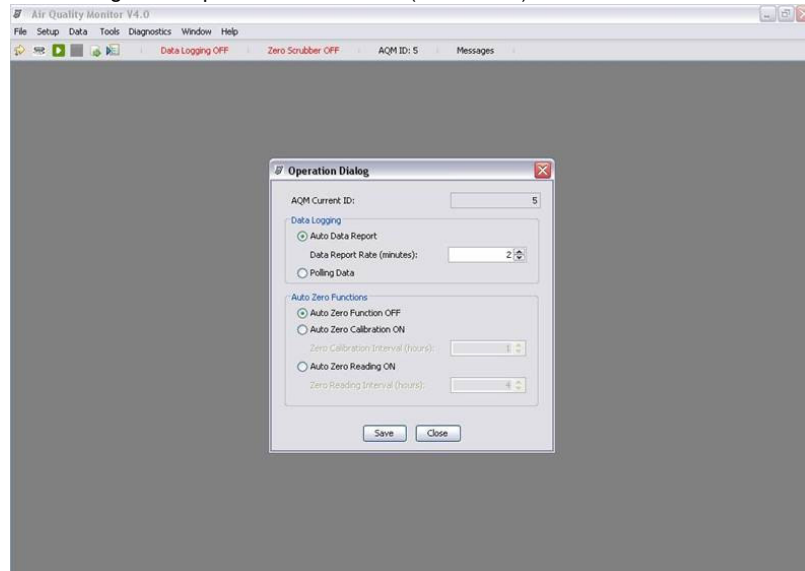 Air Quality Monitor V4.0
File Setup Data Tools Diagnostics Window Help
Data Logging OFF Zero Scrubber OFF AQM ID: 5 Messages
Operation Dialog
AQM Current ID: 5
Data Logging
Auto Data Report
Data Report Rate (minutes): 2
Polling Data
Auto Zero Functions
Auto Zero Function OFF
Auto Zero Calibration ON
Zero Calibration Interval (hours): 1
Auto Zero Reading ON
Zero Reading Interval (hours): 4
Save Close